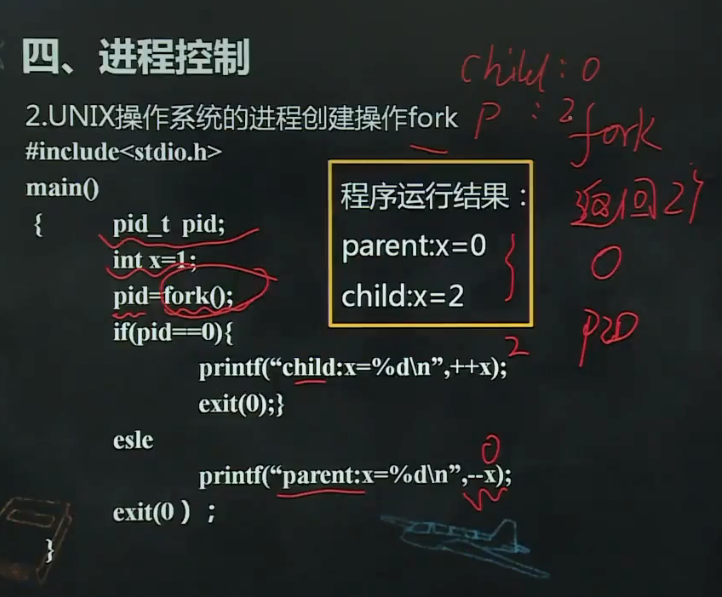 四、进程控制
child:0
2.UNIX操作系统的进程创建操作fork
P :2
fork
#include<stdio.h>
main()
{ pid_t pid;
int x=1;
pid=fork();
if(pid==0){
printf(“child:x=%d\n”,++x);
2
exit(0);}
esle
0
printf(“parent:x=%d\n”,--x);
exit(0）；
}
程序运行结果：
parent:x=0
child:x=2
返回2个
0
PID